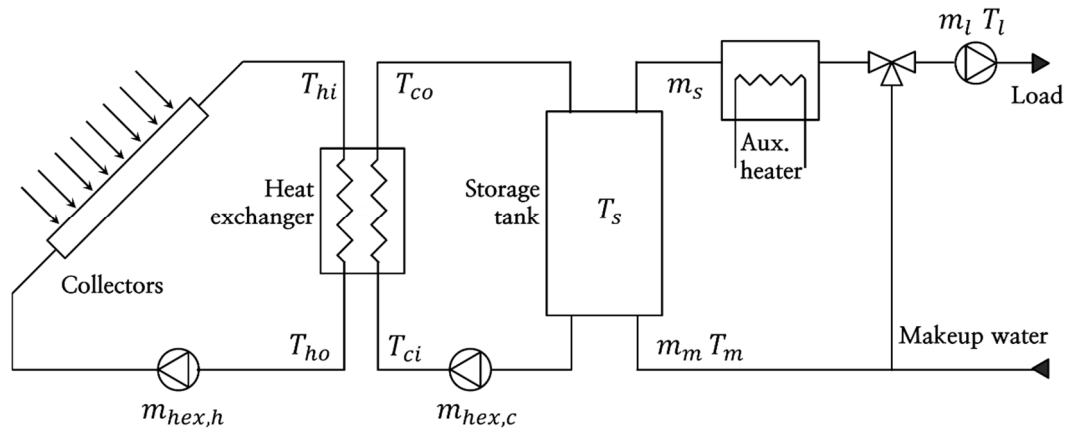 m_l T_l
T_hi
T_co
m_s
Load
Aux.
heater
Heat
exchanger
Storage
tank
T_s
Collectors
T_ho
T_ci
m_m T_m
Makeup water
m_hex,h
m_hex,c